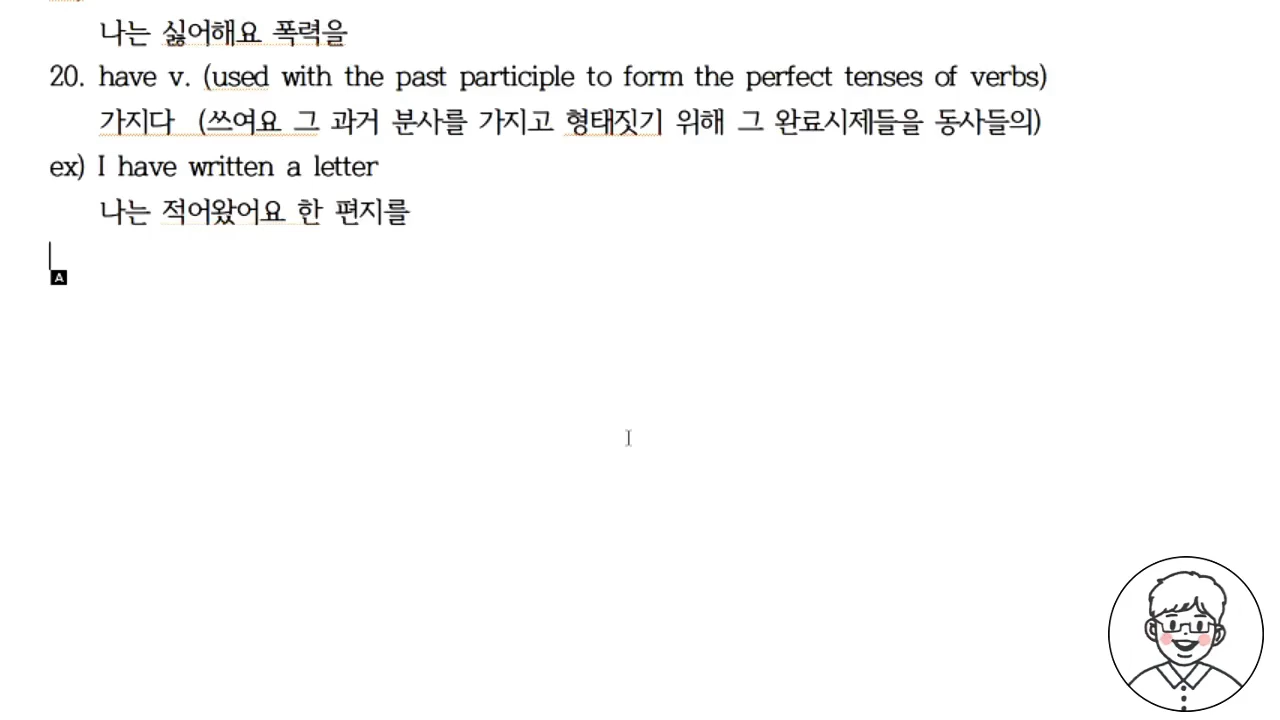 나는 싫어해요 폭력을
20. have v. (used with the past participle to form the perfect tenses of verbs)
가지다 (쓰여요 그 과거 분사를 가지고 형태짓기 위해 그 완료시제들을 동사들의)
ex) I have written a letter
나는 적어왔어요 한 편지를
A